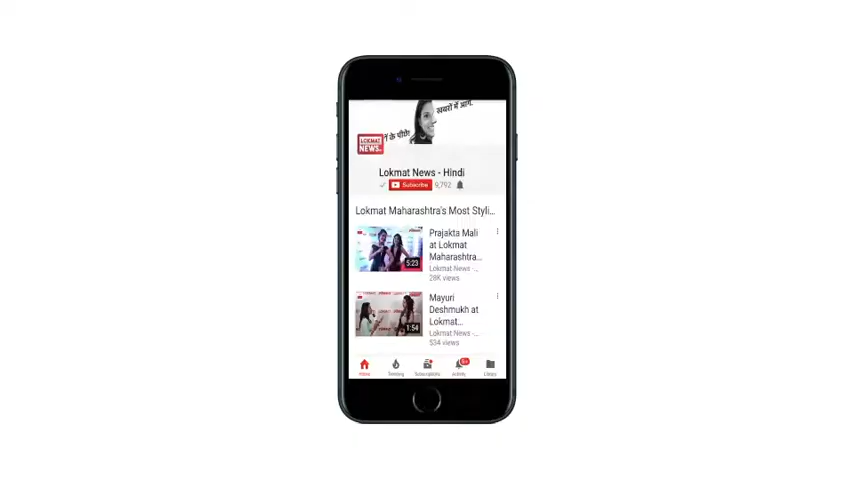 खबरों में आगे,
के पीछे!
LOKMAT
NEWS
Lokmat News - Hindi
Subscribe 9,792
Lokmat Maharashtra's Most Styli...
Prajakta Mali
at Lokmat
Maharashtra...
Lokmat News -...
28K views
5:23
Mayuri
Deshmukh at
Lokmat...
Lokmat News -...
534 views
1:54
Home Trending Subscriptions Activity Library